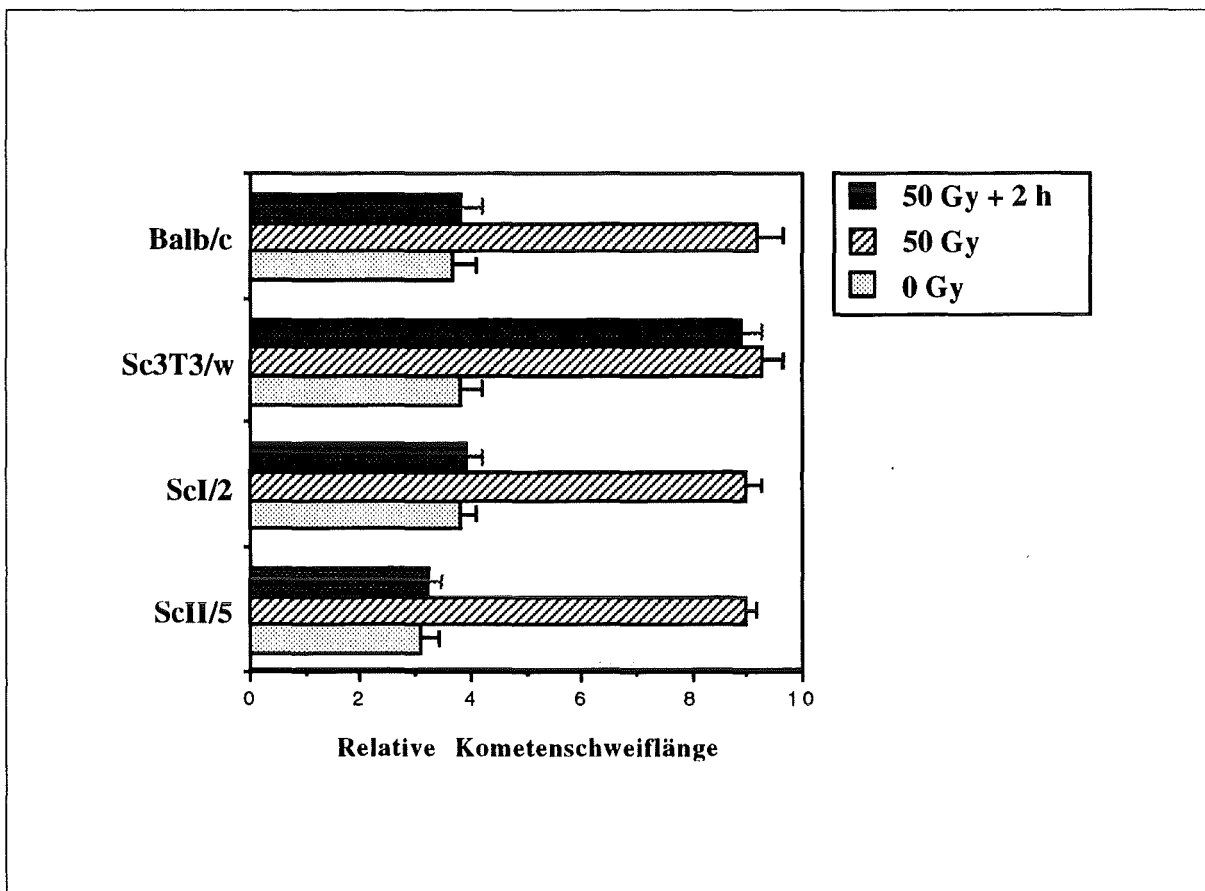 Balb/c
Sc3T3/w
ScI/2
ScII/5
0 2 4 6 8 10
Relative Kometenschweiflänge
50 Gy + 2 h
50 Gy
0 Gy